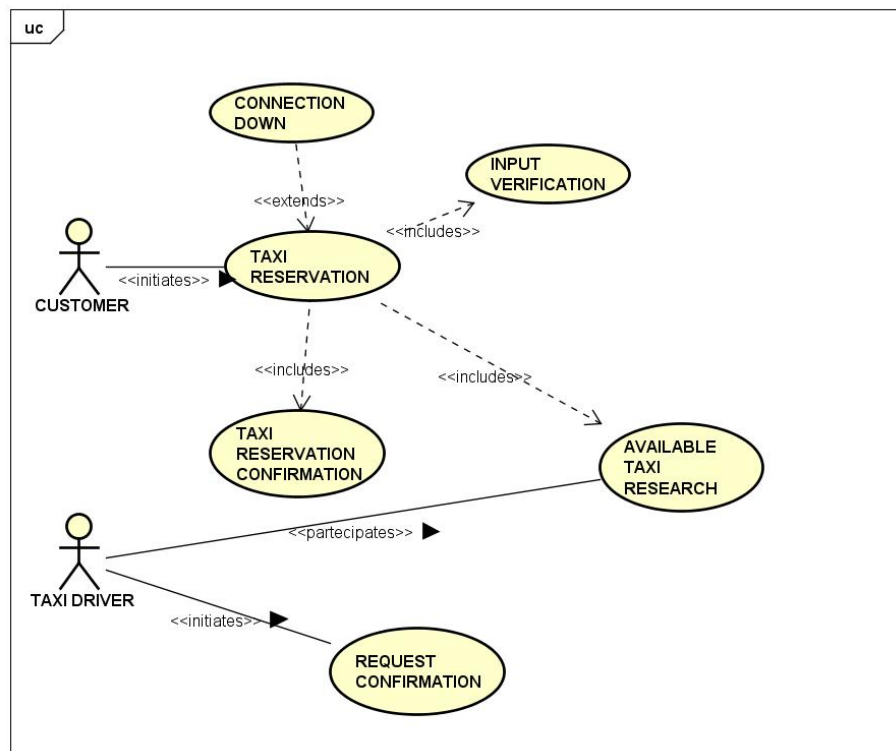 uc
CONNECTION
DOWN
INPUT
VERIFICATION
<<extends>>
<<includes>>
TAXI
RESERVATION
<<initiates>>
CUSTOMER
<<includes>>
<<includes>>
TAXI
RESERVATION
CONFIRMATION
AVAILABLE
TAXI
RESEARCH
<<partecipates>>
TAXI DRIVER
<<initiates>>
REQUEST
CONFIRMATION